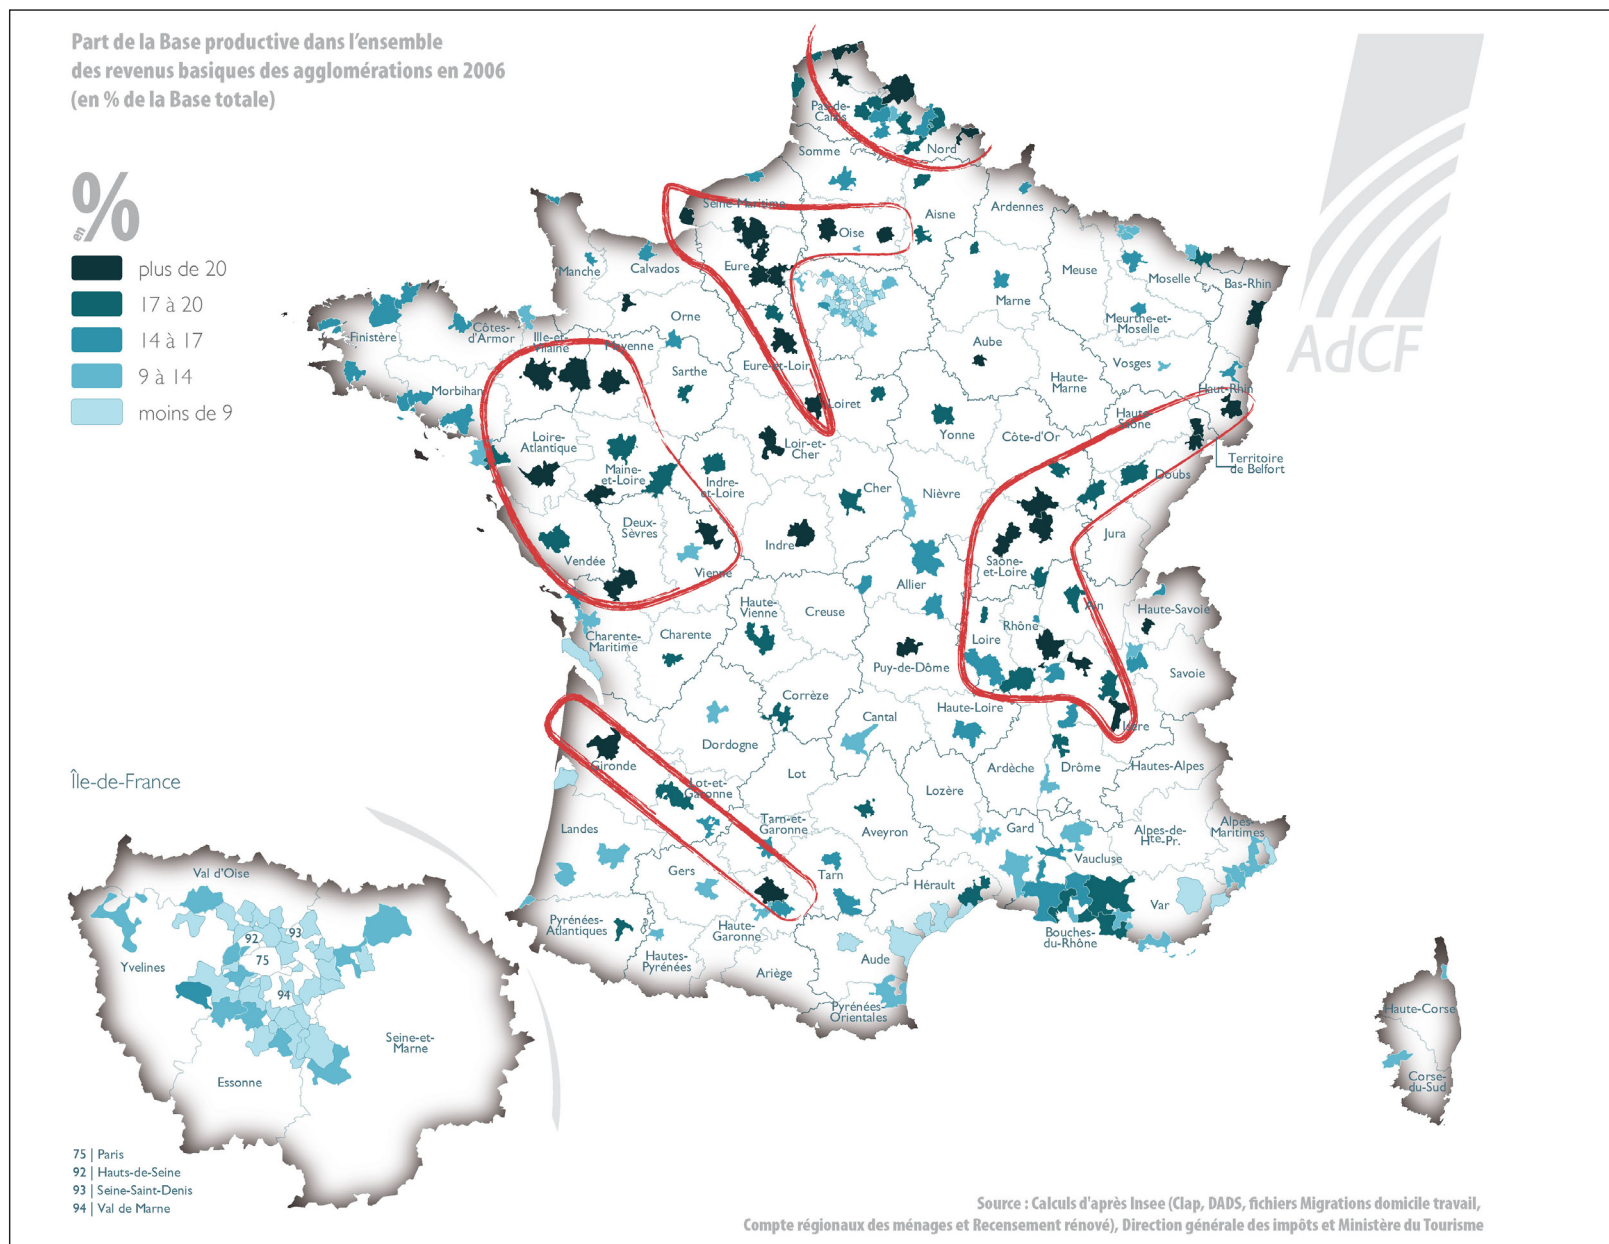 Part de la Base productive dans l'ensemble
des revenus basiques des agglomérations en 2006
(en % de la Base totale)
en %
plus de 20
17 à 20
14 à 17
9 à 14
moins de 9
AdCF
Pas-de-
Calais
Nord
Somme
Seine-Maritime
Oise
Aisne
Ardennes
Manche
Calvados
Eure
Meuse
Moselle
Bas-Rhin
Marne
Meurthe-et-
Moselle
Finistère
Côtes-
d'Armor
Ille-et-
Vilaine
Mayenne
Orne
Eure-et-Loir
Aube
Vosges
Haut-Rhin
Haute-
Marne
Morbihan
Sarthe
Loiret
Yonne
Côte-d'Or
Haute-
Saône
Territoire
de Belfort
Doubs
Loire-
Atlantique
Maine-
et-Loire
Indre-
et-Loire
Loir-et-
Cher
Cher
Nièvre
Jura
Vendée
Deux-
Sèvres
Vienne
Indre
Allier
Saône-
et-Loire
Ain
Haute-Savoie
Charente-
Maritime
Charente
Haute-
Vienne
Creuse
Puy-de-Dôme
Loire
Rhône
Savoie
Isère
Gironde
Dordogne
Corrèze
Cantal
Haute-Loire
Ardèche
Drôme
Hautes-Alpes
Landes
Lot-et-
Garonne
Lot
Aveyron
Lozère
Gard
Vaucluse
Alpes-de-
Hte-Pr.
Alpes-
Maritimes
Gers
Tarn-et-
Garonne
Tarn
Hérault
Bouches-
du-Rhône
Var
Pyrénées-
Atlantiques
Hautes-
Pyrénées
Haute-
Garonne
Ariège
Aude
Pyrénées-
Orientales
Haute-Corse
Corse-
du-Sud
Île-de-France
Val d'Oise
Yvelines
92
93
75
94
Essonne
Seine-et-
Marne
75 | Paris
92 | Hauts-de-Seine
93 | Seine-Saint-Denis
94 | Val de Marne
Source : Calculs d'après Insee (Clap, DADS, fichiers Migrations domicile travail,
Compte régionaux des ménages et Recensement rénové), Direction générale des impôts et Ministère du Tourisme